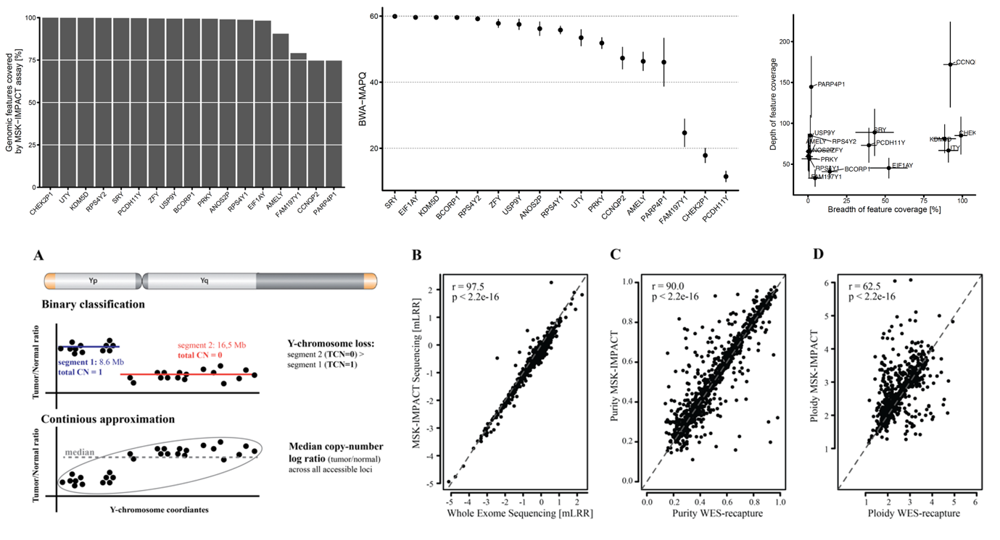 Genomic features covered
by MSK−IMPACT assay [%]
100
75
50
25
0
CHEK2P1
UTY
KDM5D
RPS4Y2
SRY
PCDH11Y
ZFY
USP9Y
BCORP1
PRKY
ANOS2P
RPS4Y1
EIF1AY
AMELY
FAM197Y1
CCNQP2
PARP4P1
BWA−MAPQ
60
40
20
SRY
EIF1AY
KDM5D
BCORP1
RPS4Y2
ZFY
USP9Y
ANOS2P
RPS4Y1
UTY
PRKY
CCNQP2
AMELY
PARP4P1
FAM197Y1
CHEK2P1
PCDH11Y
Depth of feature coverage
200
150
100
50
CCNQ
PARP4P1
USP9Y
SRY
CHEK
AMELY
RPS4Y2
PCDH11Y
KDM5D
ANOS2P
ZFY
UTY
PRKY
RPS4Y1
BCORP1
EIF1AY
FAM197Y1
0
25
50
75
100
Breadth of feature coverage [%]
A
Yp
Yq
Binary classification
Tumor/Normal ratio
segment 1: 8.6 Mb
total CN = 1
segment 2: 16,5 Mb
total CN = 0
Y-chromosome loss:
segment 2 (TCN=0) >
segment 1 (TCN=1)
Continious approximation
Tumor/Normal ratio
median
Median copy-number
log ratio (tumor/normal)
across all accessible loci
Y-chromosome coordiantes
B
r = 97.5
p < 2.2e-16
MSK-IMPACT Sequencing [mLRR]
2
1
0
-1
-2
-3
-4
-5
-5
-4
-3
-2
-1
0
1
2
Whole Exome Sequencing [mLRR]
C
r = 90.0
p < 2.2e-16
Purity MSK-IMPACT
1.0
0.8
0.6
0.4
0.2
0.0
0.0
0.2
0.4
0.6
0.8
1.0
Purity WES-recapture
D
r = 62.5
p < 2.2e-16
Ploidy MSK-IMPACT
6
5
4
3
2
1
1
2
3
4
5
6
Ploidy WES-recapture